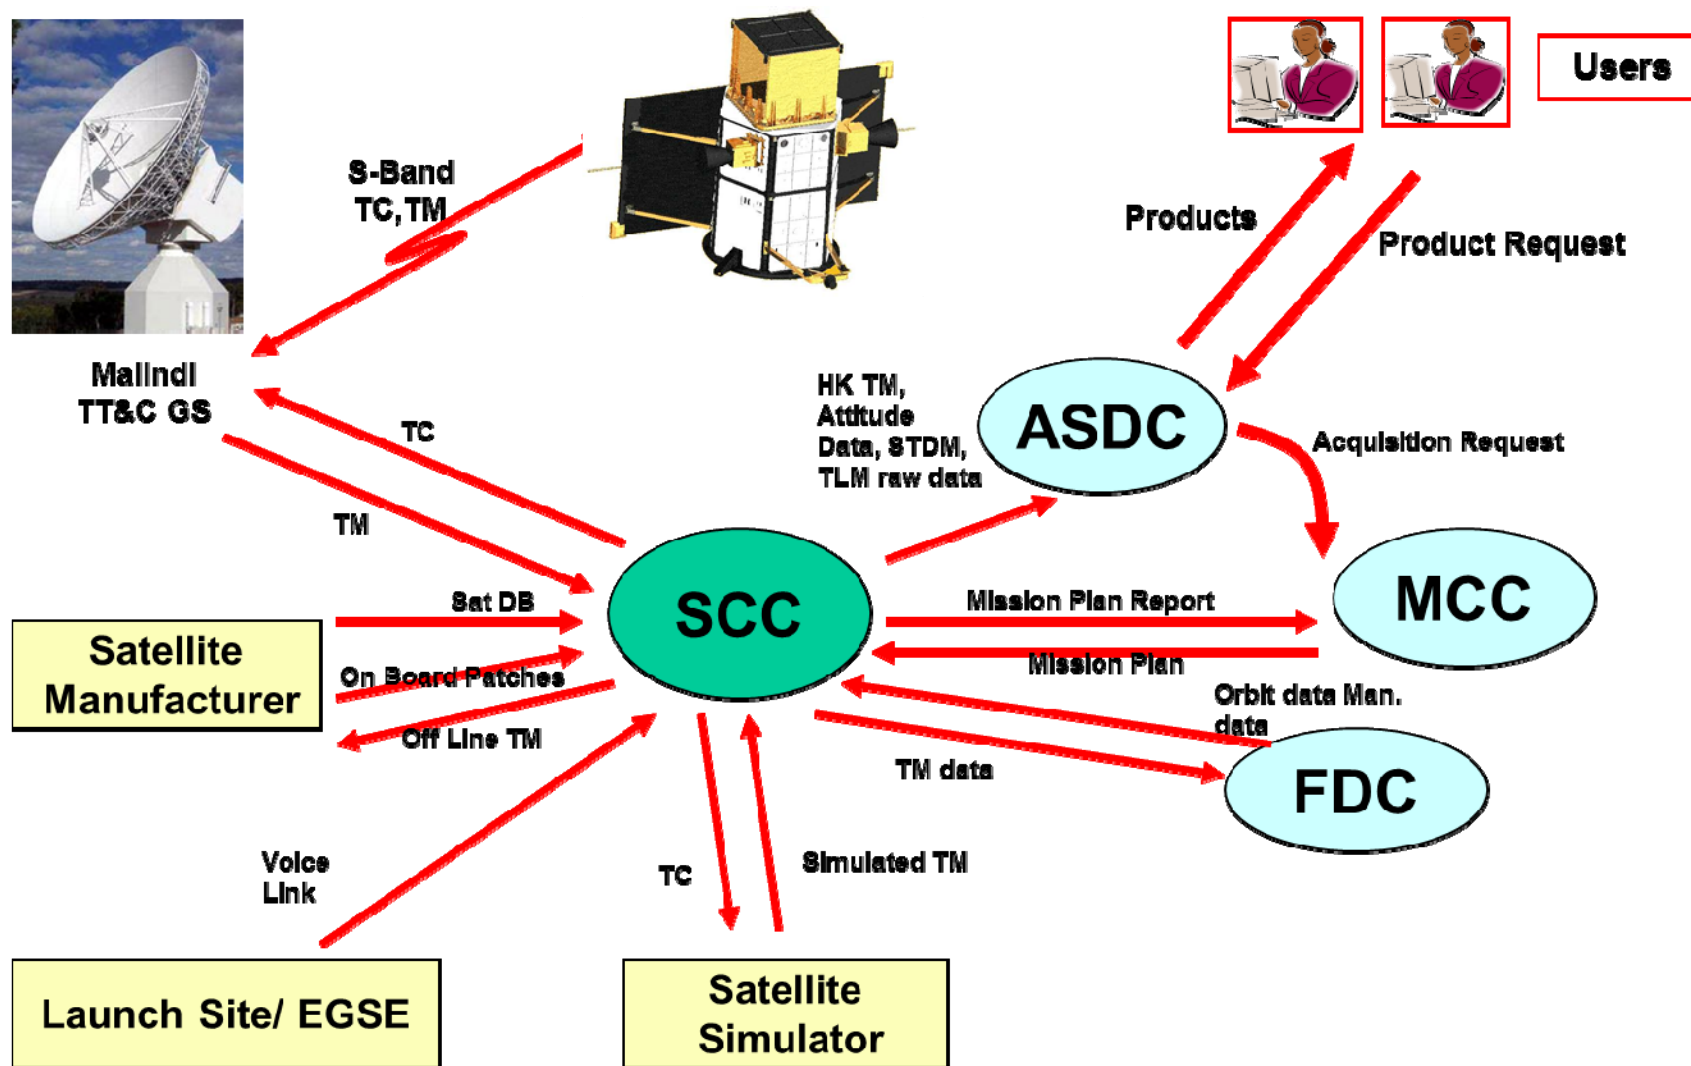 Users
S-Band
TC, TM
Products
Product Request
Malindi
TT&C GS
HK TM,
Attitude
Data, STDM,
TLM raw data
ASDC
Acquisition Request
TC
TM
SCC
MCC
Sat DB
Mission Plan Report
Mission Plan
Satellite
Manufacturer
On Board Patches
Off Line TM
Orbit data Man.
data
TM data
FDC
Voice
Link
TC
Simulated TM
Launch Site/ EGSE
Satellite
Simulator